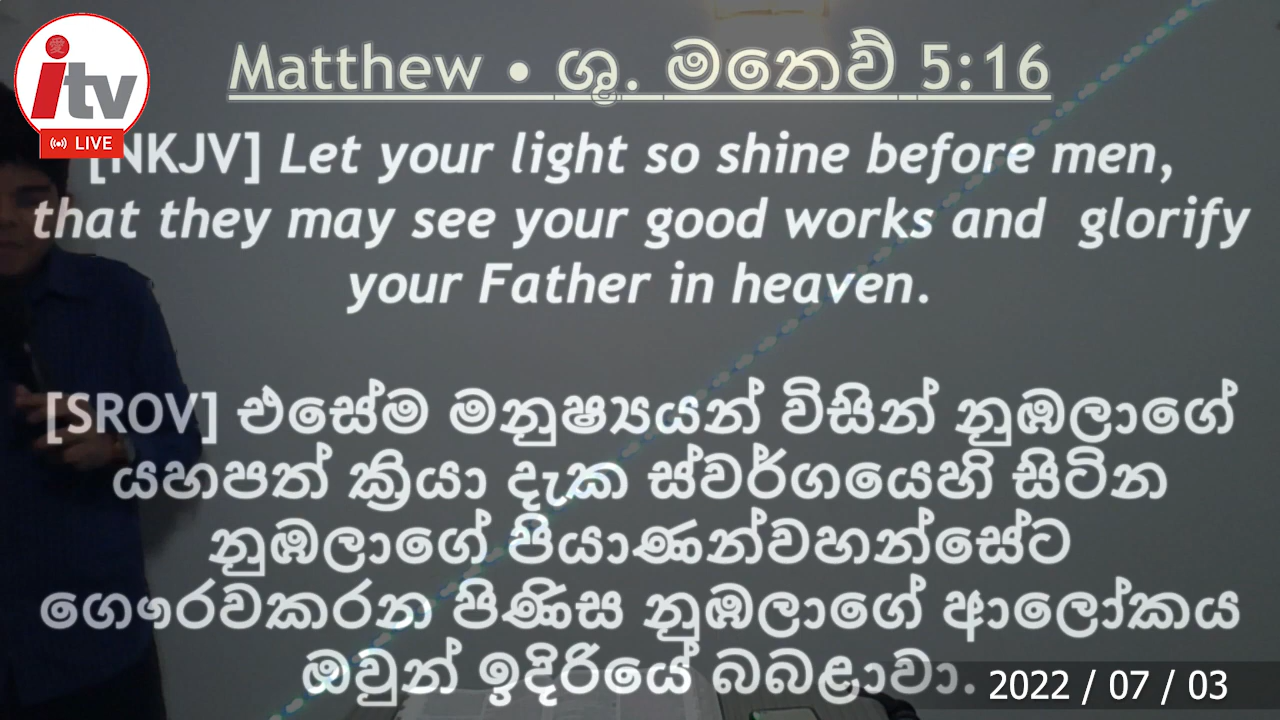 itv
LIVE
Matthew • ශු. මතෙව් 5:16
[NKJV] Let your light so shine before men,
that they may see your good works and glorify
your Father in heaven.
[SROV] එසේම මනුෂ්‍යයන් විසින් නුඹලාගේ
යහපත් ක්‍රියා දැක ස්වර්ගයෙහි සිටින
නුඹලාගේ පියාණන්වහන්සේට
ගෞරවකරන පිණිස නුඹලාගේ ආලෝකය
ඔවුන් ඉදිරියේ බබළාවා.
2022 / 07 / 03